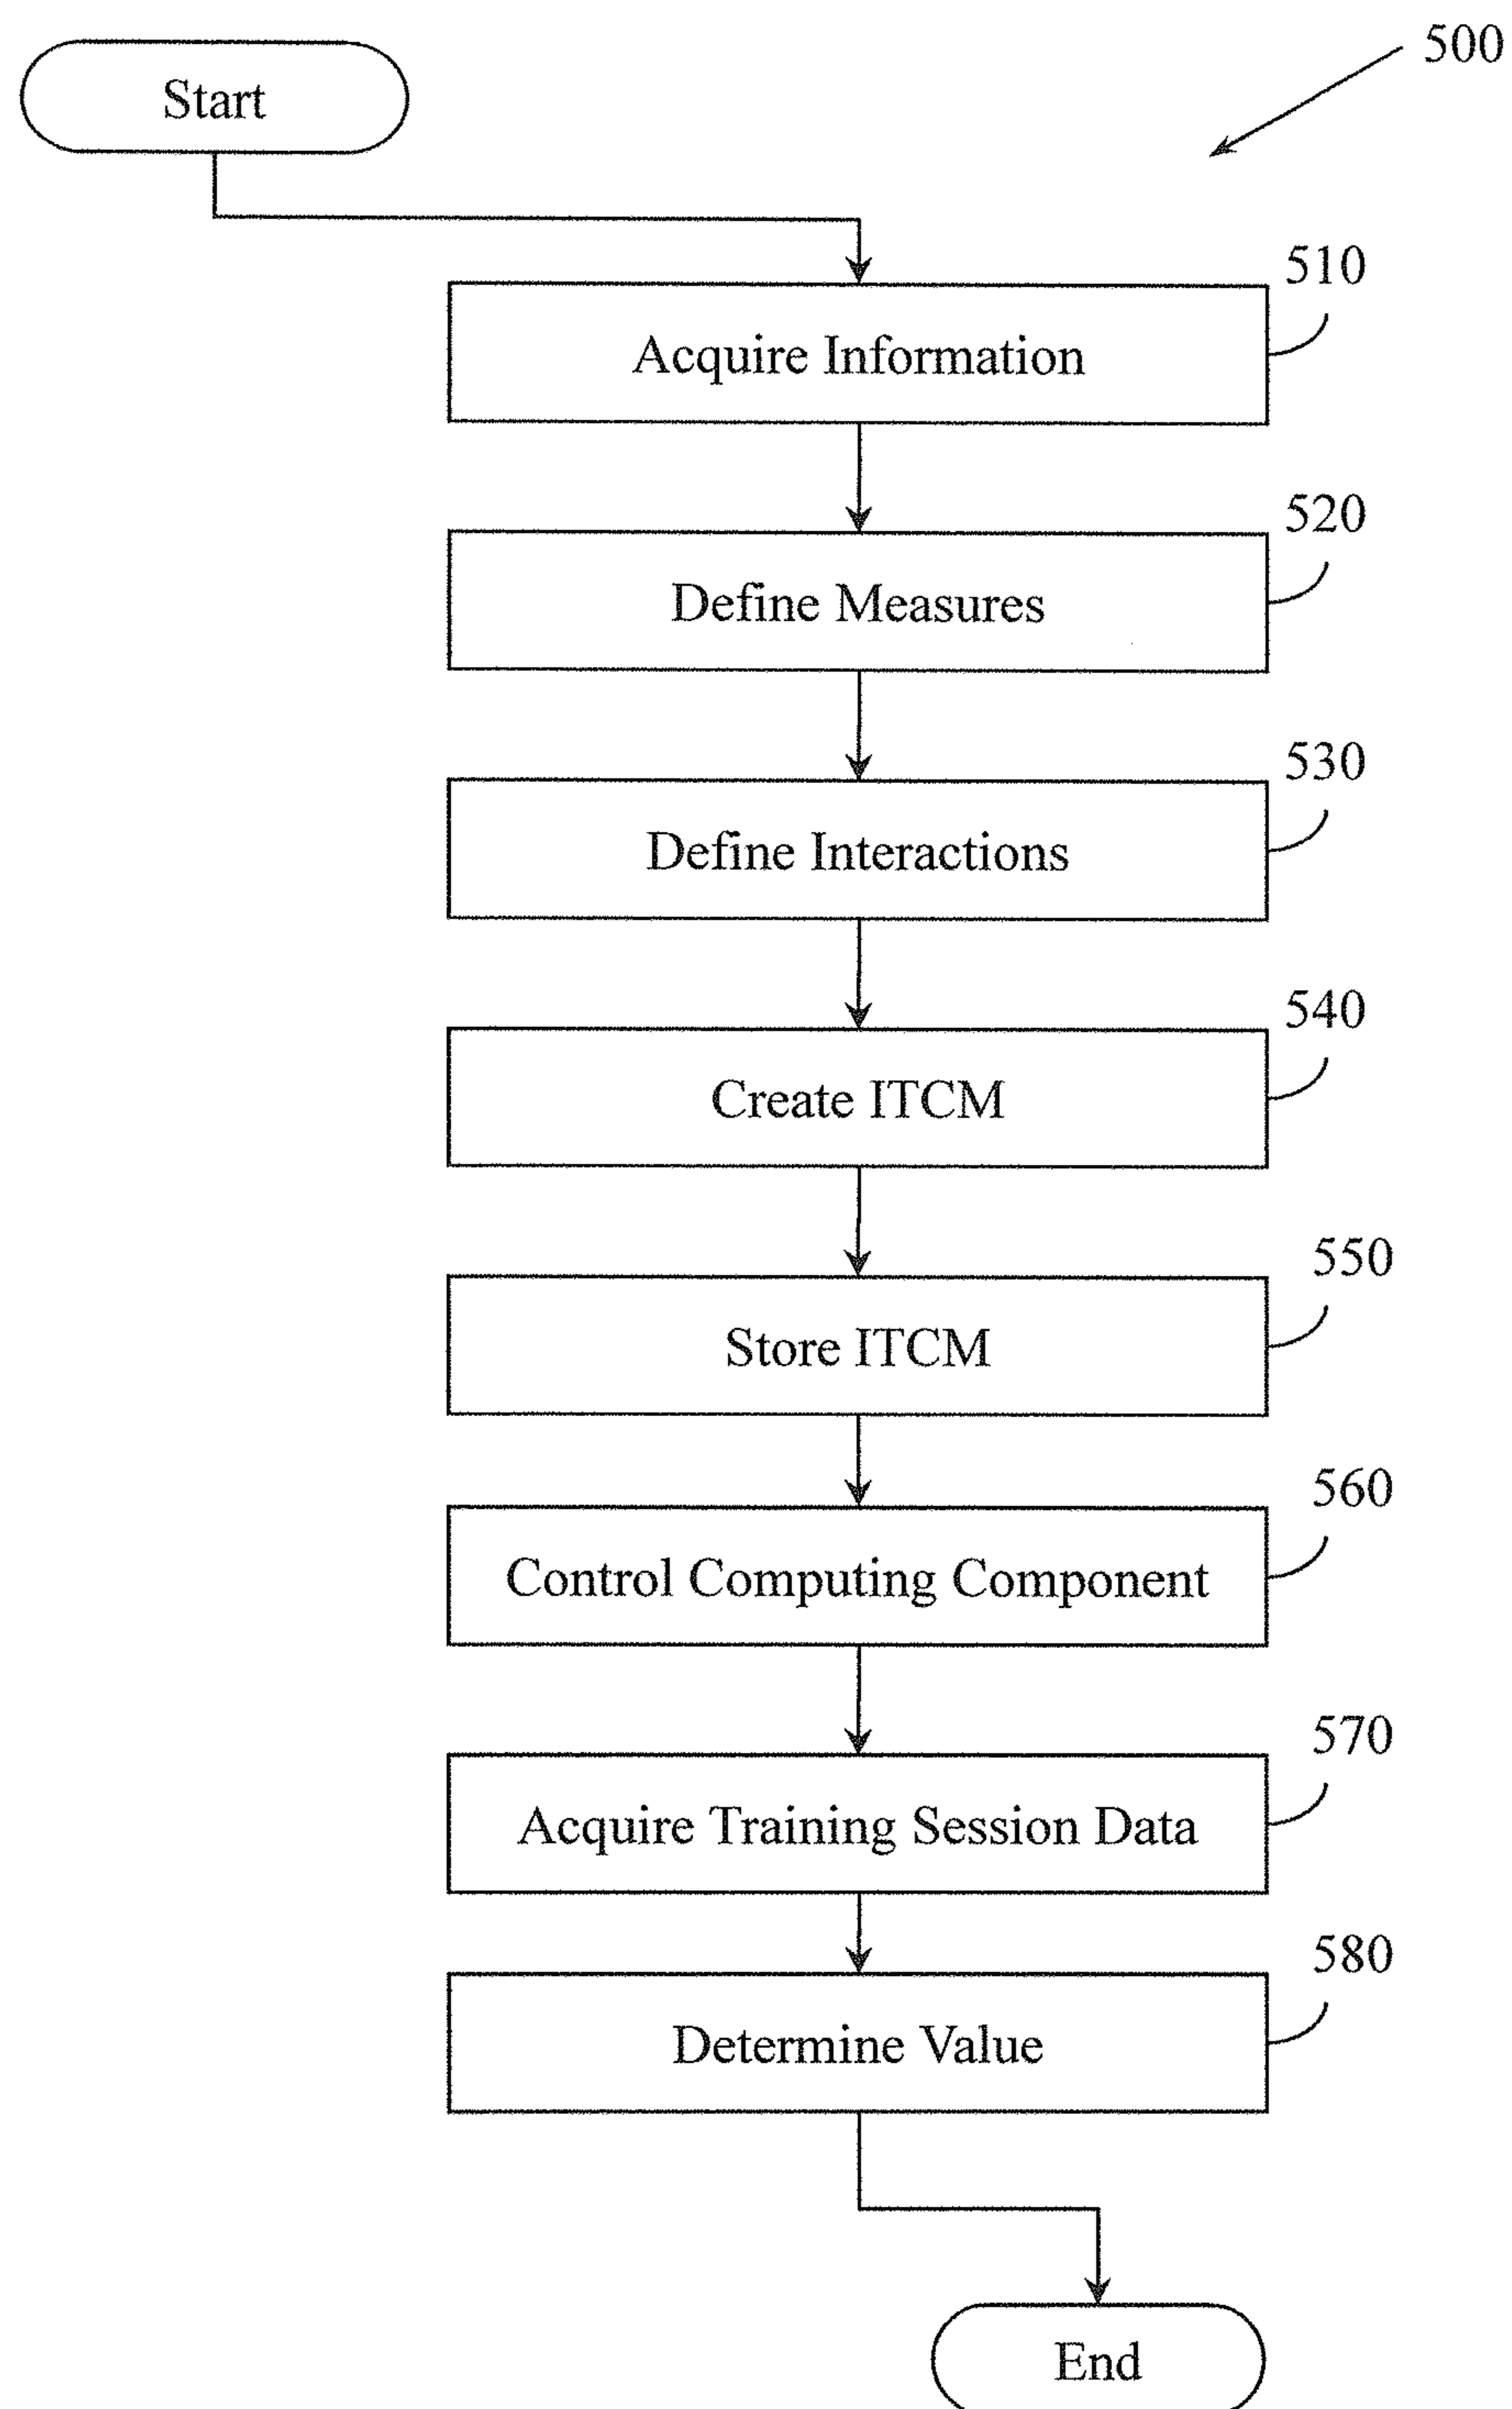 500
Start
510
Acquire Information
520
Define Measures
530
Define Interactions
540
Create ITCM
550
Store ITCM
560
Control Computing Component
570
Acquire Training Session Data
580
Determine Value
End